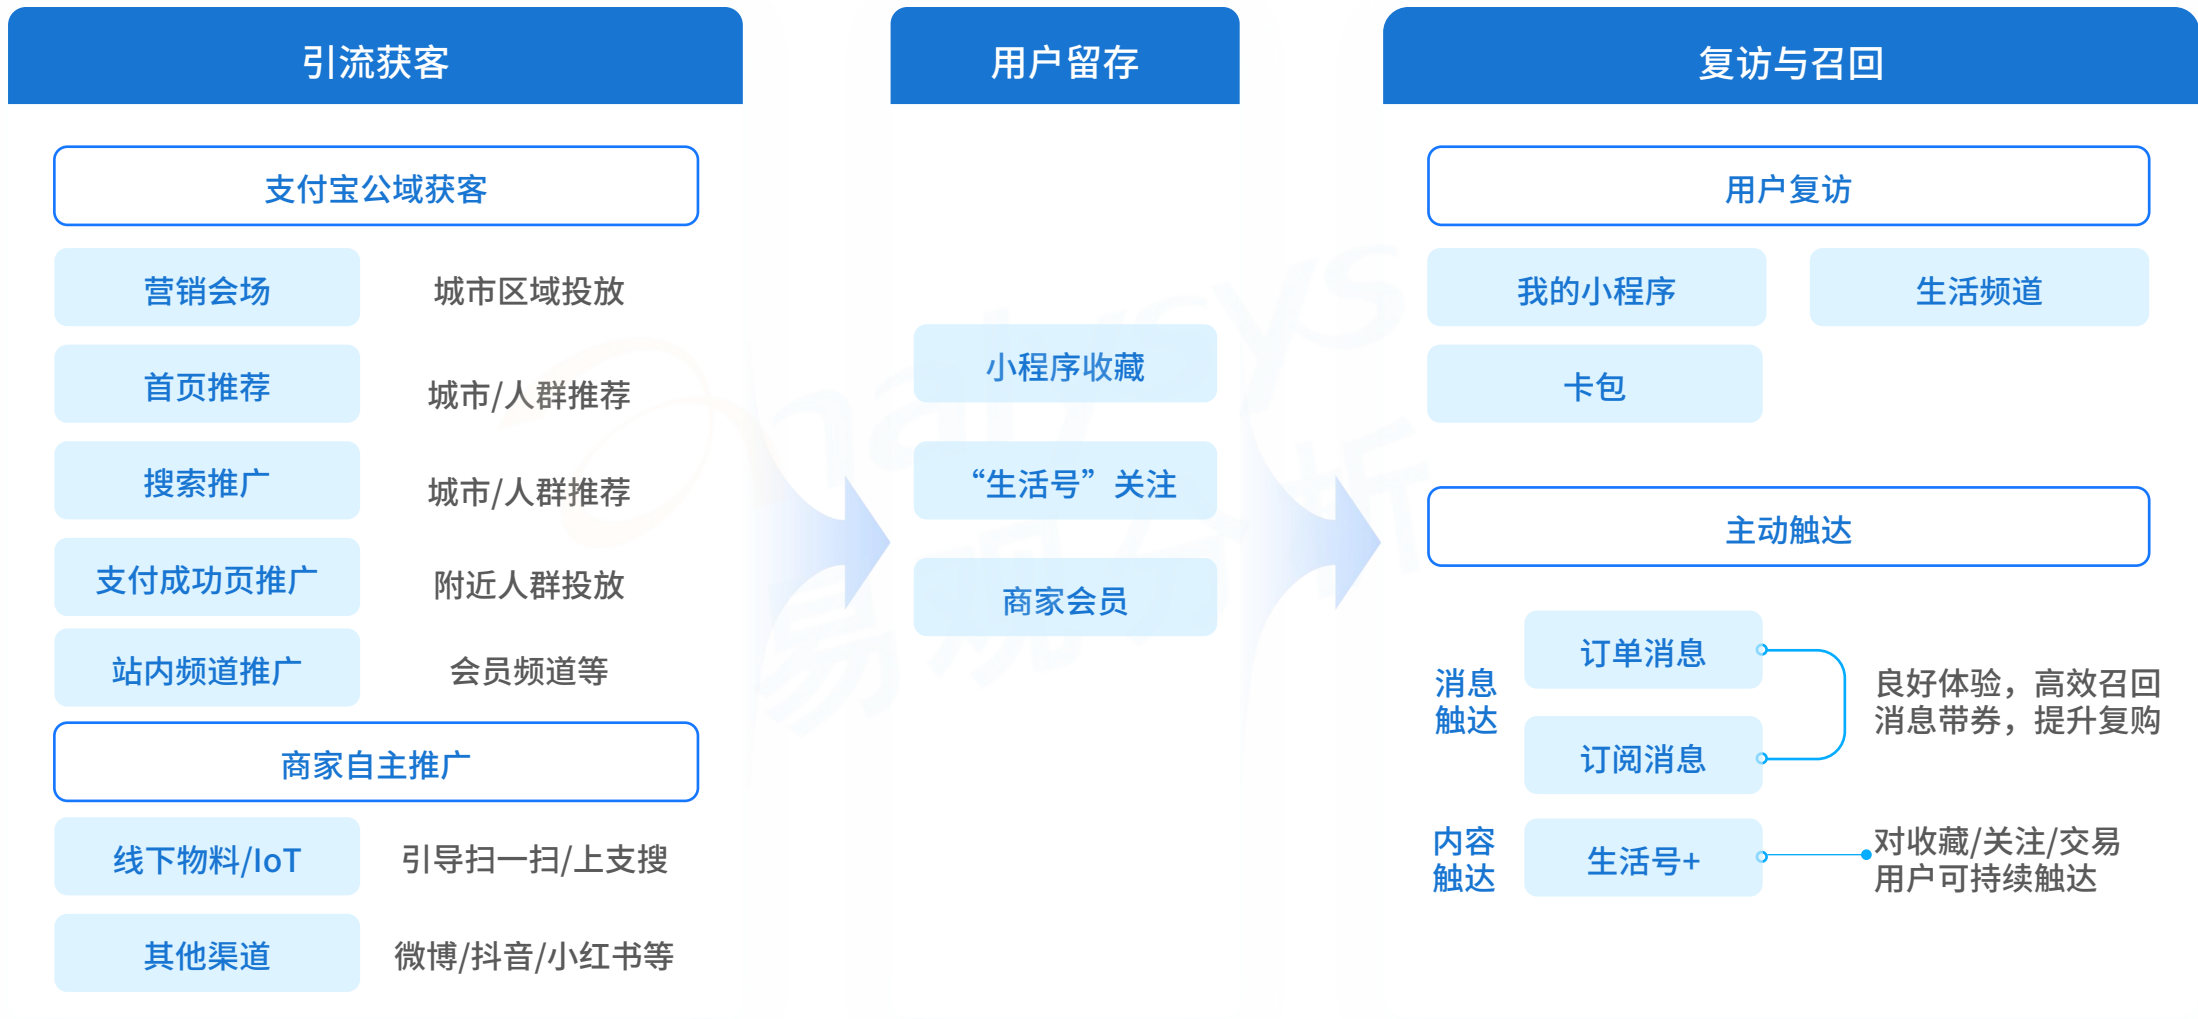 引流获客
支付宝公域获客
营销会场
城市区域投放
首页推荐
城市/人群推荐
搜索推广
城市/人群推荐
支付成功页推广
附近人群投放
站内频道推广
会员频道等
商家自主推广
线下物料/IoT
引导扫一扫/上支搜
其他渠道
微博/抖音/小红书等
用户留存
小程序收藏
“生活号”关注
商家会员
复访与召回
用户复访
我的小程序
生活频道
卡包
主动触达
消息
触达
订单消息
订阅消息
良好体验，高效召回
消息带券，提升复购
内容
触达
生活号+
对收藏/关注/交易
用户可持续触达
analysys
易观分析